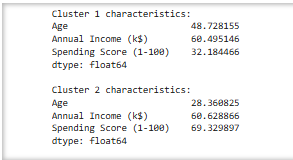 Cluster 1 characteristics:
Age 48.728155
Annual Income (k$) 60.495146
Spending Score (1-100) 32.184466
dtype: float64
Cluster 2 characteristics:
Age 28.360825
Annual Income (k$) 60.628866
Spending Score (1-100) 69.329897
dtype: float64